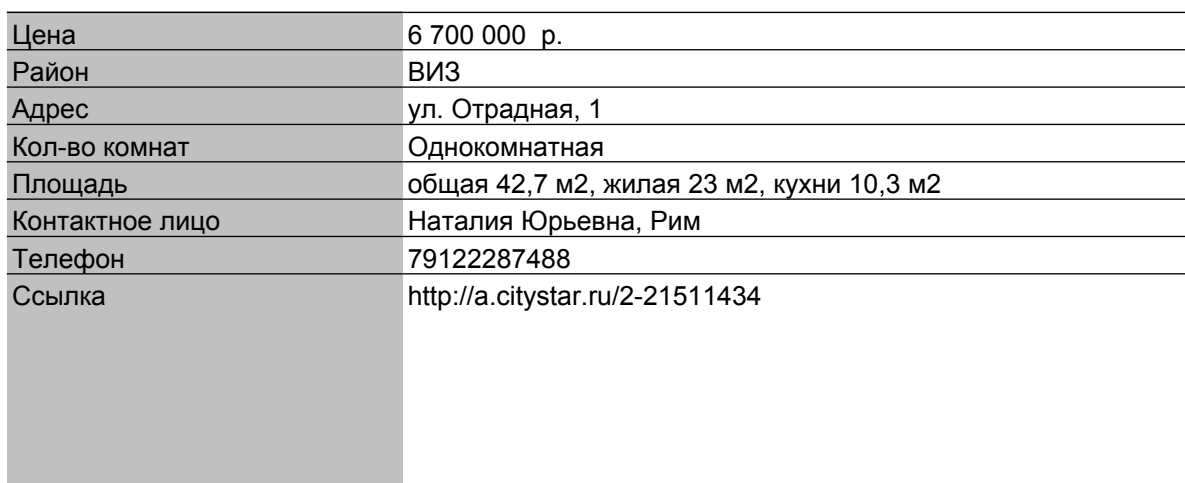 Цена 6 700 000 р.
Район ВИЗ
Адрес ул. Отрадная, 1
Кол-во комнат Однокомнатная
Площадь общая 42,7 м2, жилая 23 м2, кухни 10,3 м2
Контактное лицо Наталия Юрьевна, Рим
Телефон 79122287488
Ссылка http://a.citystar.ru/2-21511434